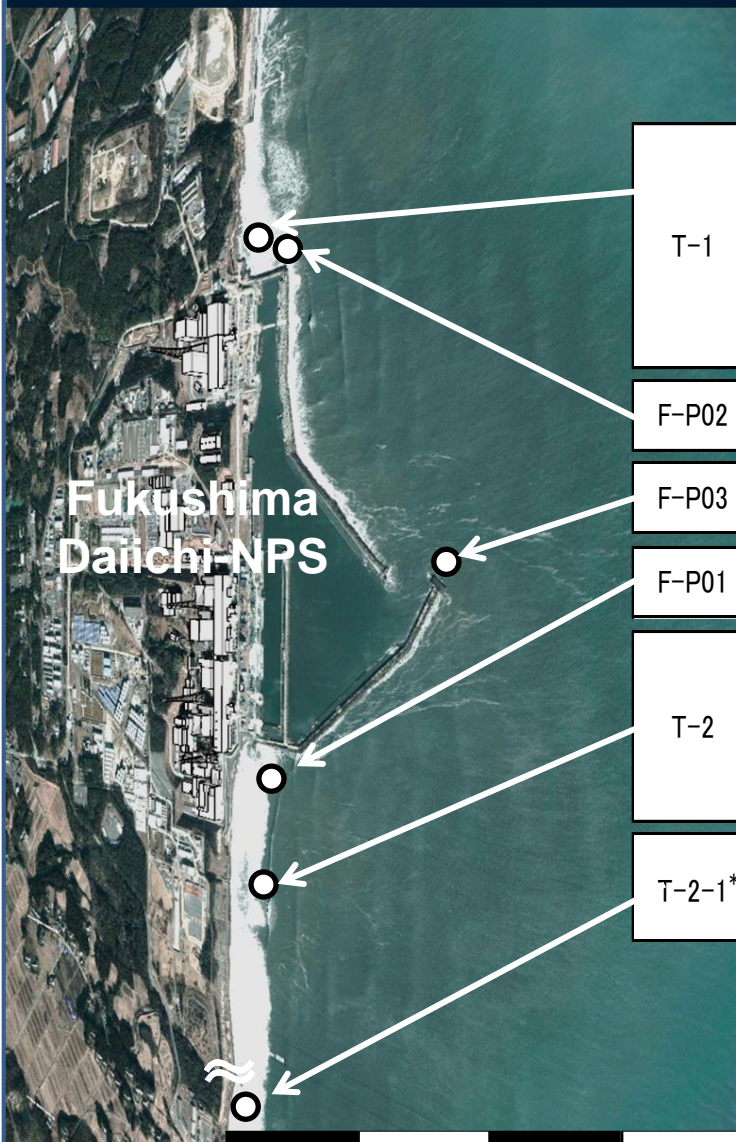 T-1
F-P02
F-P03
Fukushima
Daiichi NPS
F-P01
T-2
T-2-1*